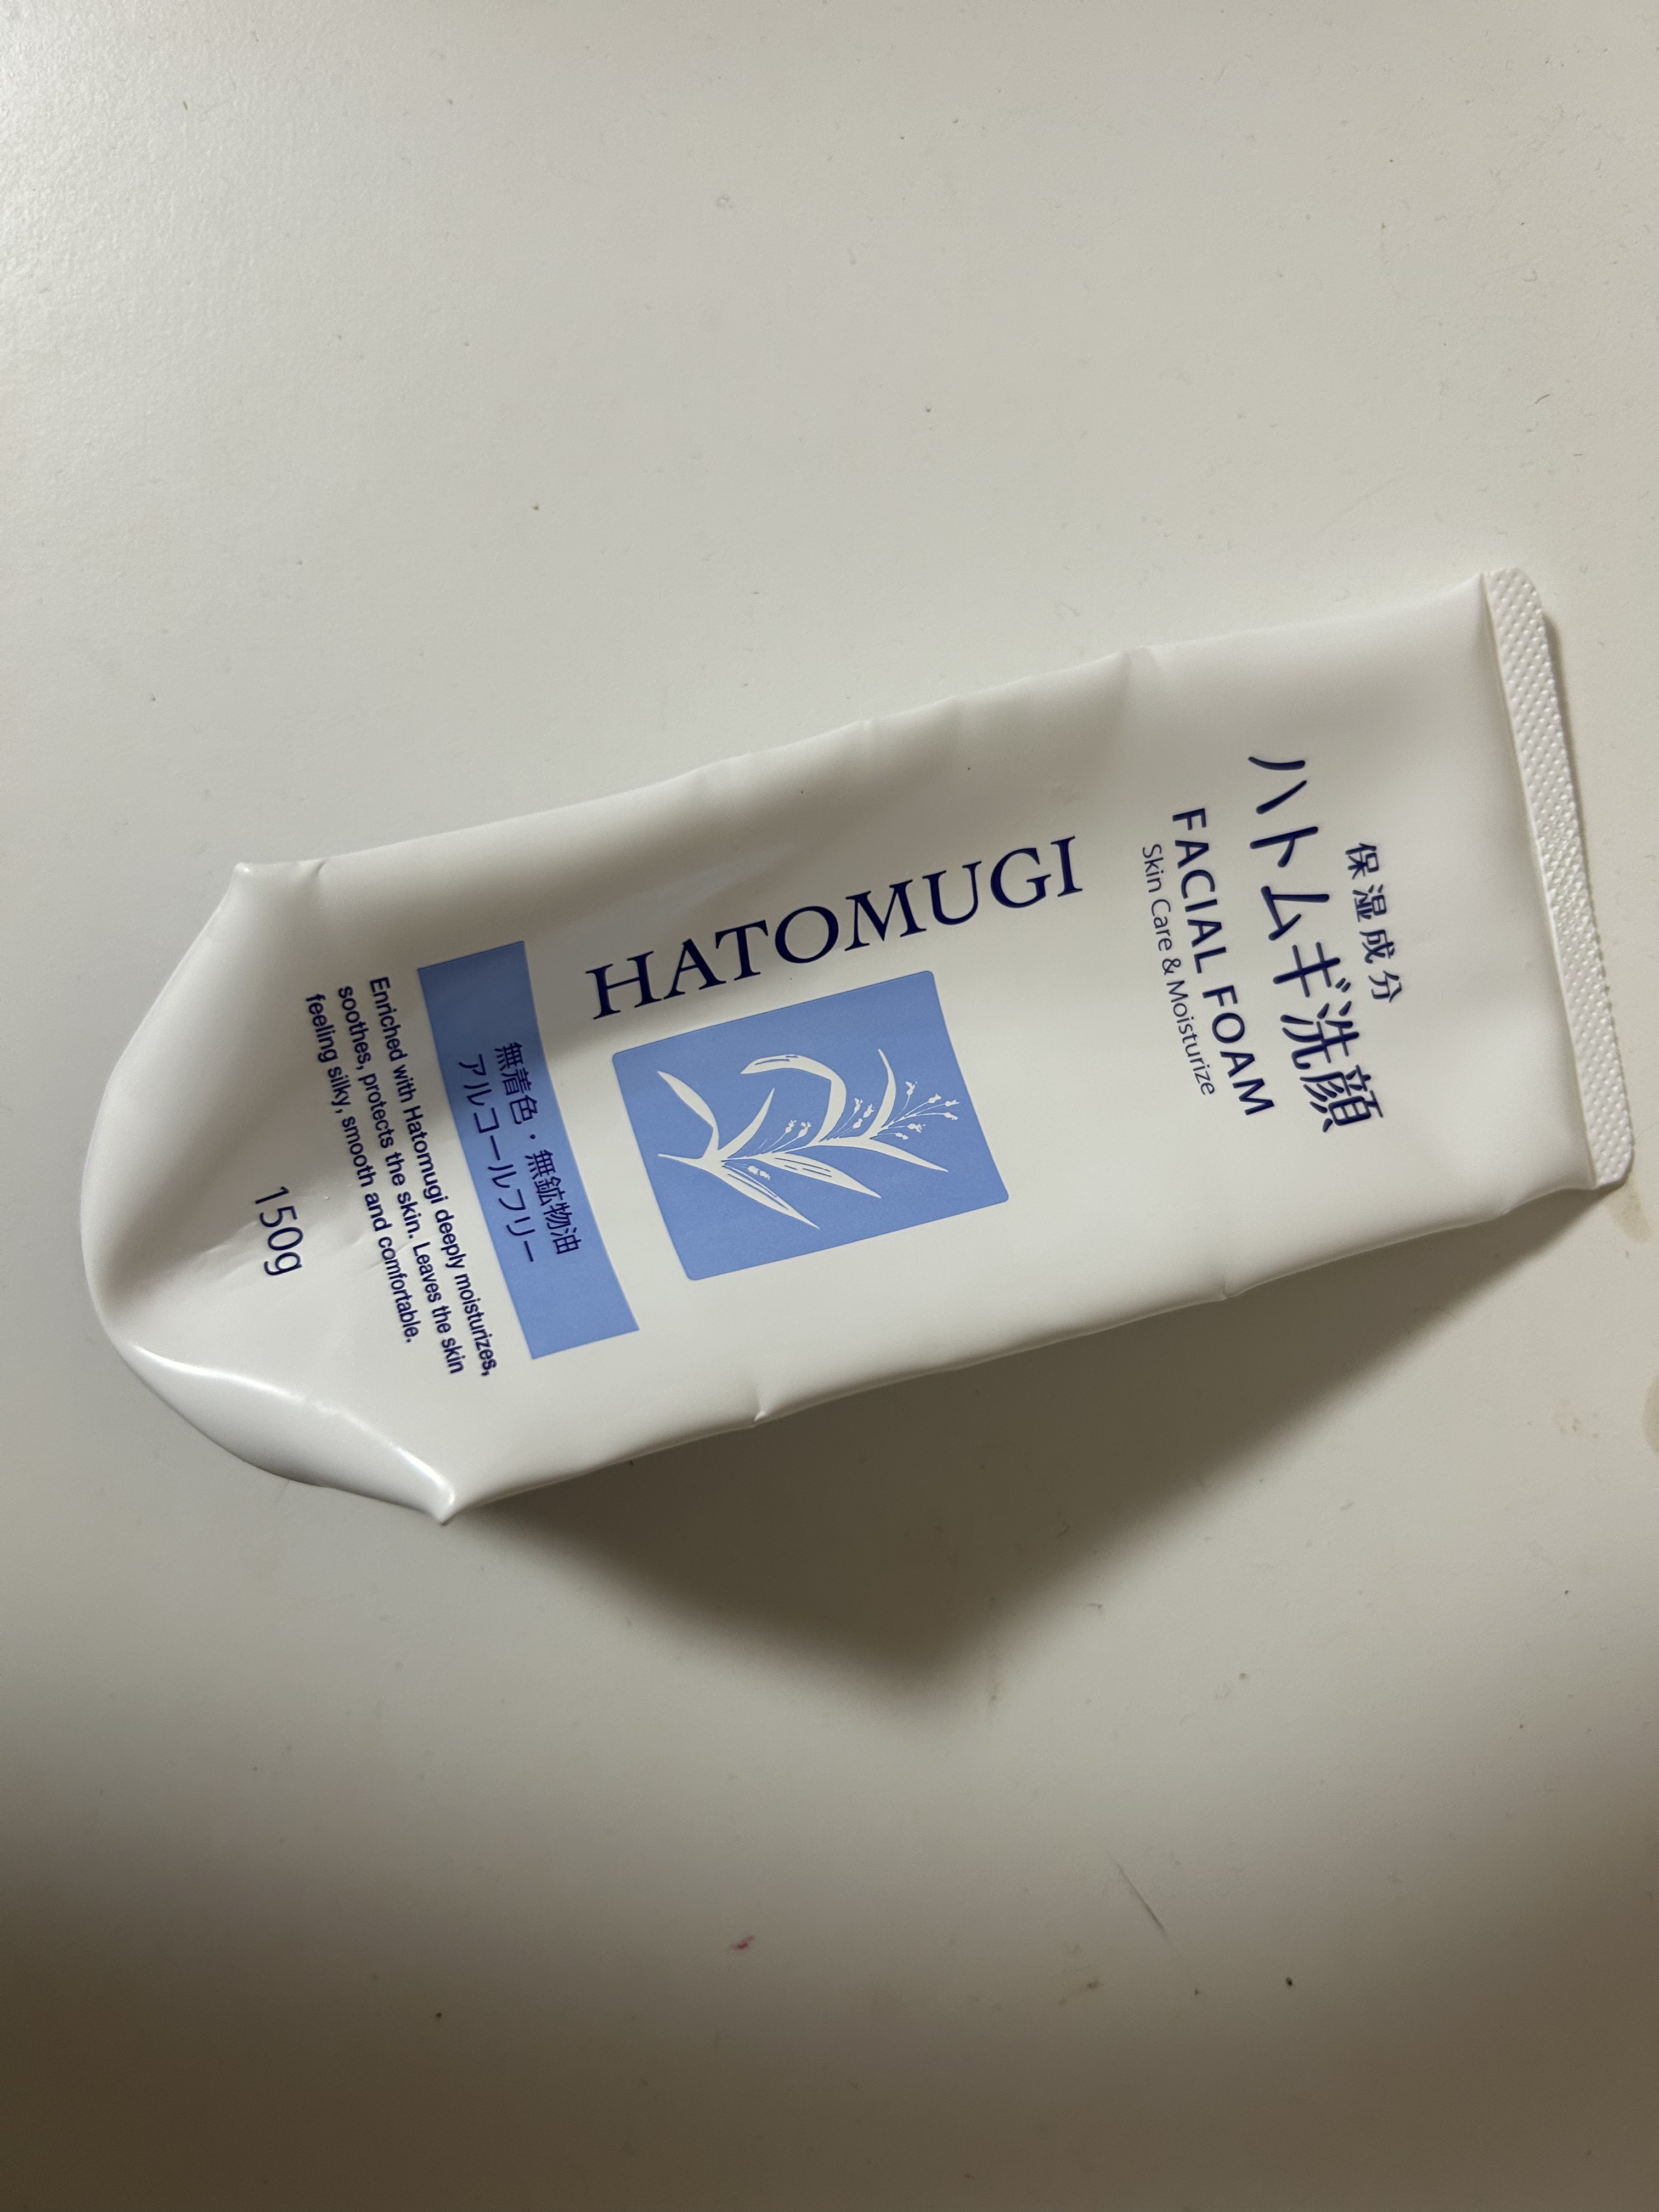 保湿成分
ハトムギ洗顔
FACIAL FOAM
Skin Care & Moisturize
HATOMUGI
無着色・無鉱物油
アルコールフリー
Enriched with Hatomugi deeply moisturizes,
soothes, protects the skin. Leaves the skin
feeling silky, smooth and comfortable.
150g